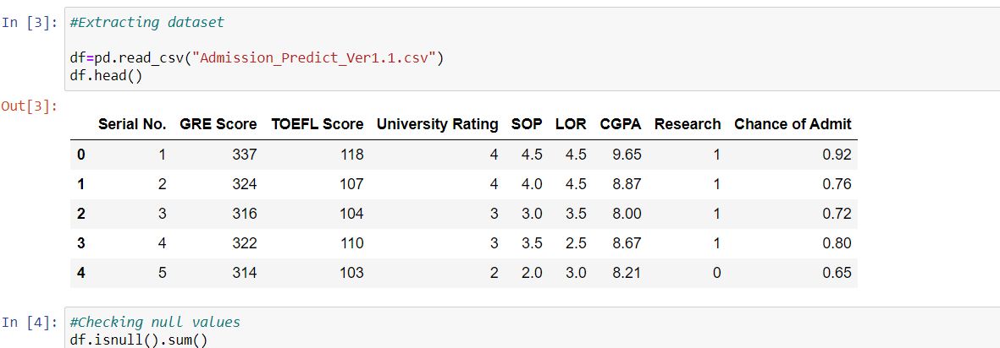 In [3]: #Extracting dataset
df=pd.read_csv("Admission_Predict_Ver1.1.csv")
df.head()
Out[3]:
Serial No. GRE Score TOEFL Score University Rating SOP LOR CGPA Research Chance of Admit
0 1 337 118 4 4.5 4.5 9.65 1 0.92
1 2 324 107 4 4.0 4.5 8.87 1 0.76
2 3 316 104 3 3.0 3.5 8.00 1 0.72
3 4 322 110 3 3.5 2.5 8.67 1 0.80
4 5 314 103 2 2.0 3.0 8.21 0 0.65
In [4]: #Checking null values
df.isnull().sum()